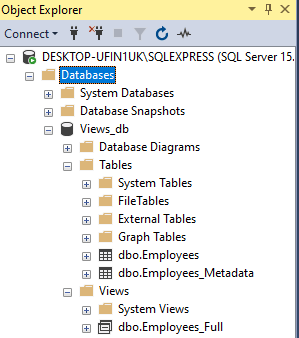 Object Explorer
Connect
DESKTOP-UFIN1UK\SQLEXPRESS (SQL Server 15.
Databases
System Databases
Database Snapshots
Views_db
Database Diagrams
Tables
System Tables
FileTables
External Tables
Graph Tables
dbo.Employees
dbo.Employees_Metadata
Views
System Views
dbo.Employees_Full